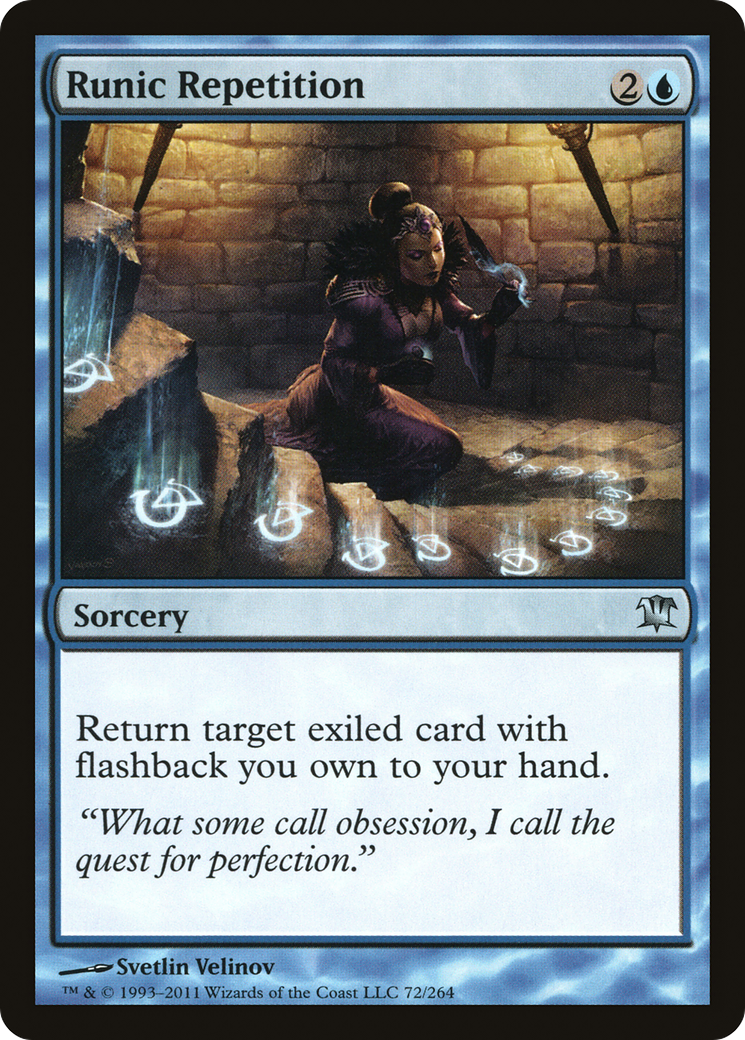 Runic Repetition
2
Sorcery
Return target exiled card with
flashback you own to your hand.
“What some call obsession, I call the
quest for perfection.”
Svetlin Velinov
™ & © 1993–2011 Wizards of the Coast LLC 72/264